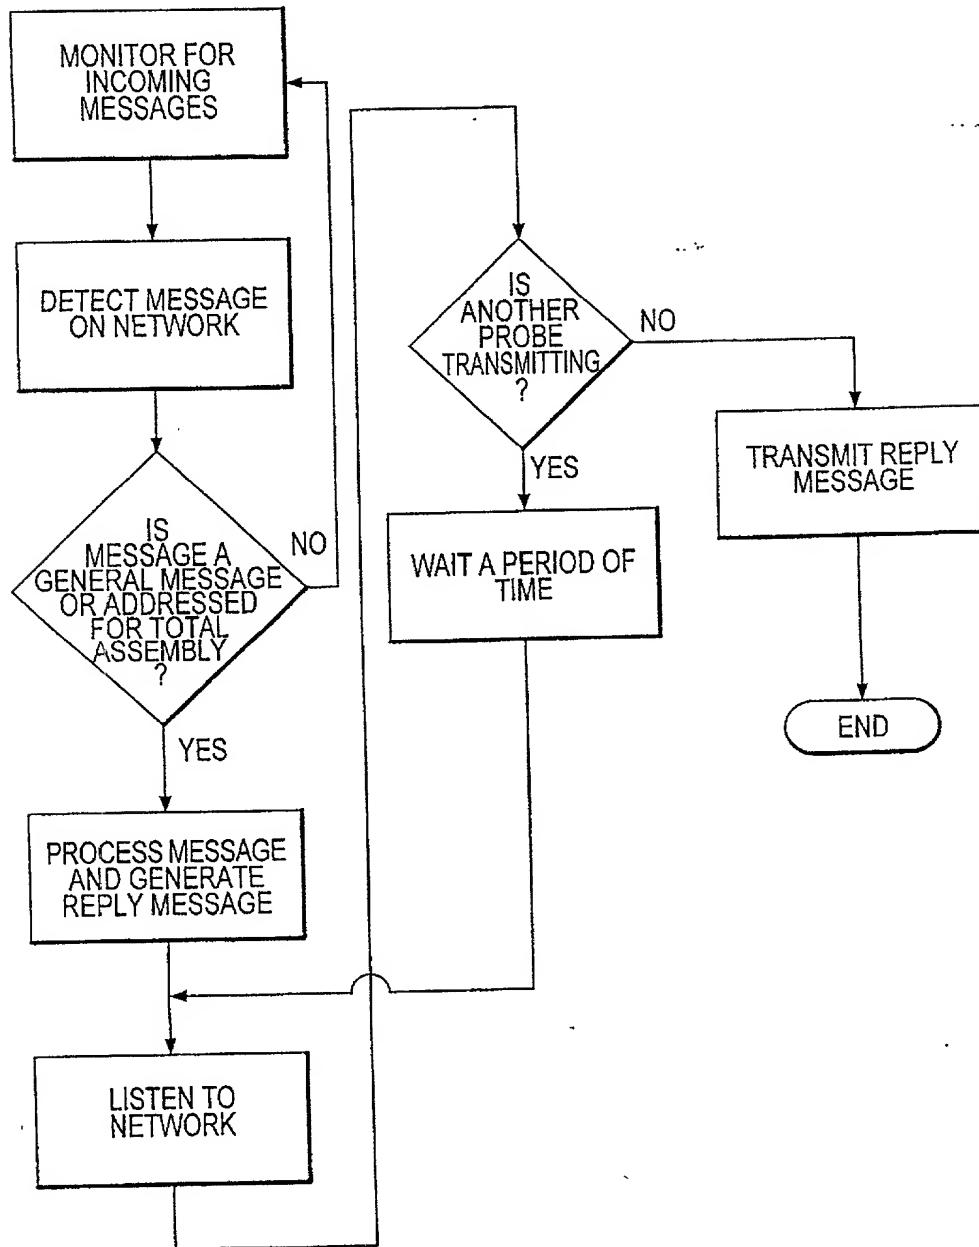 MONITOR FOR
INCOMING
MESSAGES
DETECT MESSAGE
ON NETWORK
IS
MESSAGE A
GENERAL MESSAGE
OR ADDRESSED
FOR TOTAL
ASSEMBLY
?
NO
YES
PROCESS MESSAGE
AND GENERATE
REPLY MESSAGE
LISTEN TO
NETWORK
IS
ANOTHER
PROBE
TRANSMITTING
?
NO
YES
WAIT A PERIOD OF
TIME
TRANSMIT REPLY
MESSAGE
END